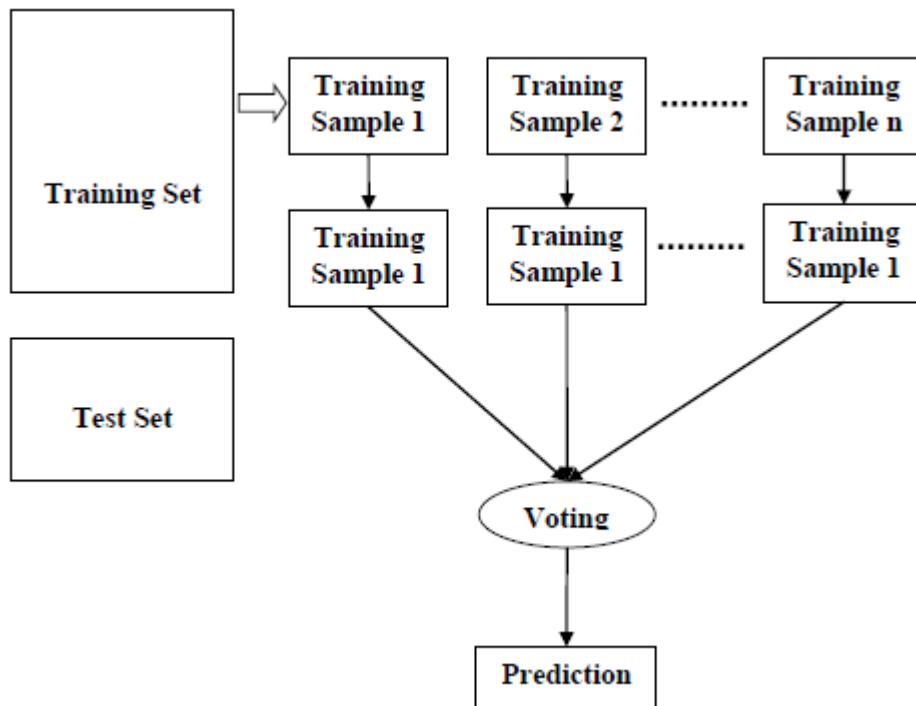 Training Set
Training
Sample 1
Training
Sample 2
.........
Training
Sample n
Training
Sample 1
Training
Sample 1
.........
Training
Sample 1
Test Set
Voting
Prediction